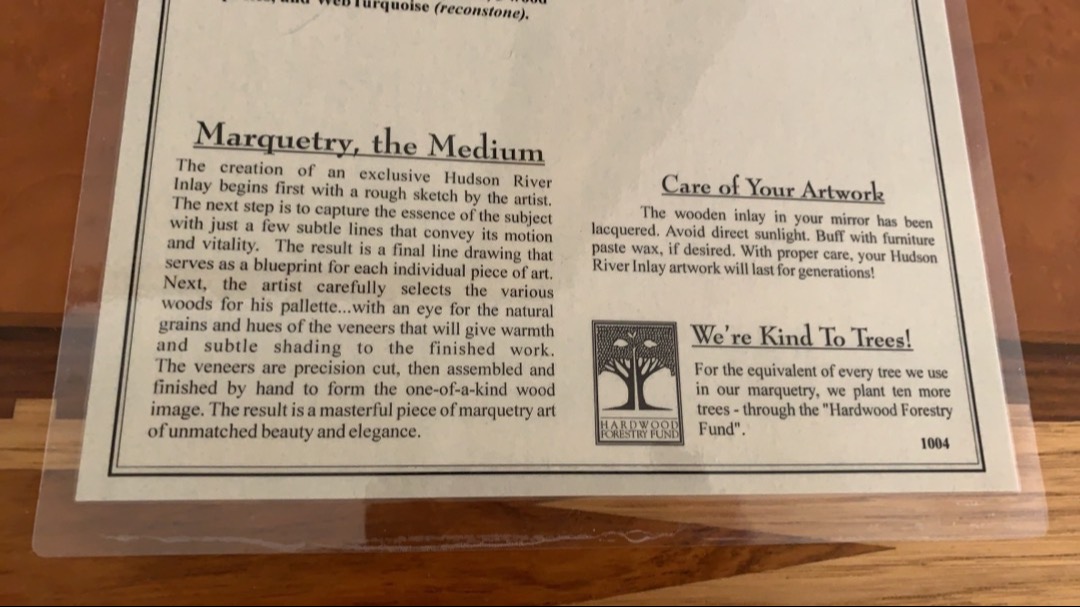 Web Turquoise (reconstone).
Marquetry, the Medium
The creation of an exclusive Hudson River
Inlay begins first with a rough sketch by the artist.
The next step is to capture the essence of the subject
with just a few subtle lines that convey its motion
and vitality. The result is a final line drawing that
serves as a blueprint for each individual piece of art.
Next, the artist carefully selects the various
woods for his pallette...with an eye for the natural
grains and hues of the veneers that will give warmth
and subtle shading to the finished work.
The veneers are precision cut, then assembled and
finished by hand to form the one-of-a-kind wood
image. The result is a masterful piece of marquetry art
of unmatched beauty and elegance.
Care of Your Artwork
The wooden inlay in your mirror has been
lacquered. Avoid direct sunlight. Buff with furniture
paste wax, if desired. With proper care, your Hudson
River Inlay artwork will last for generations!
HARDWOOD
FORESTRY FUND
We're Kind To Trees!
For the equivalent of every tree we use
in our marquetry, we plant ten more
trees - through the "Hardwood Forestry
Fund".
1004